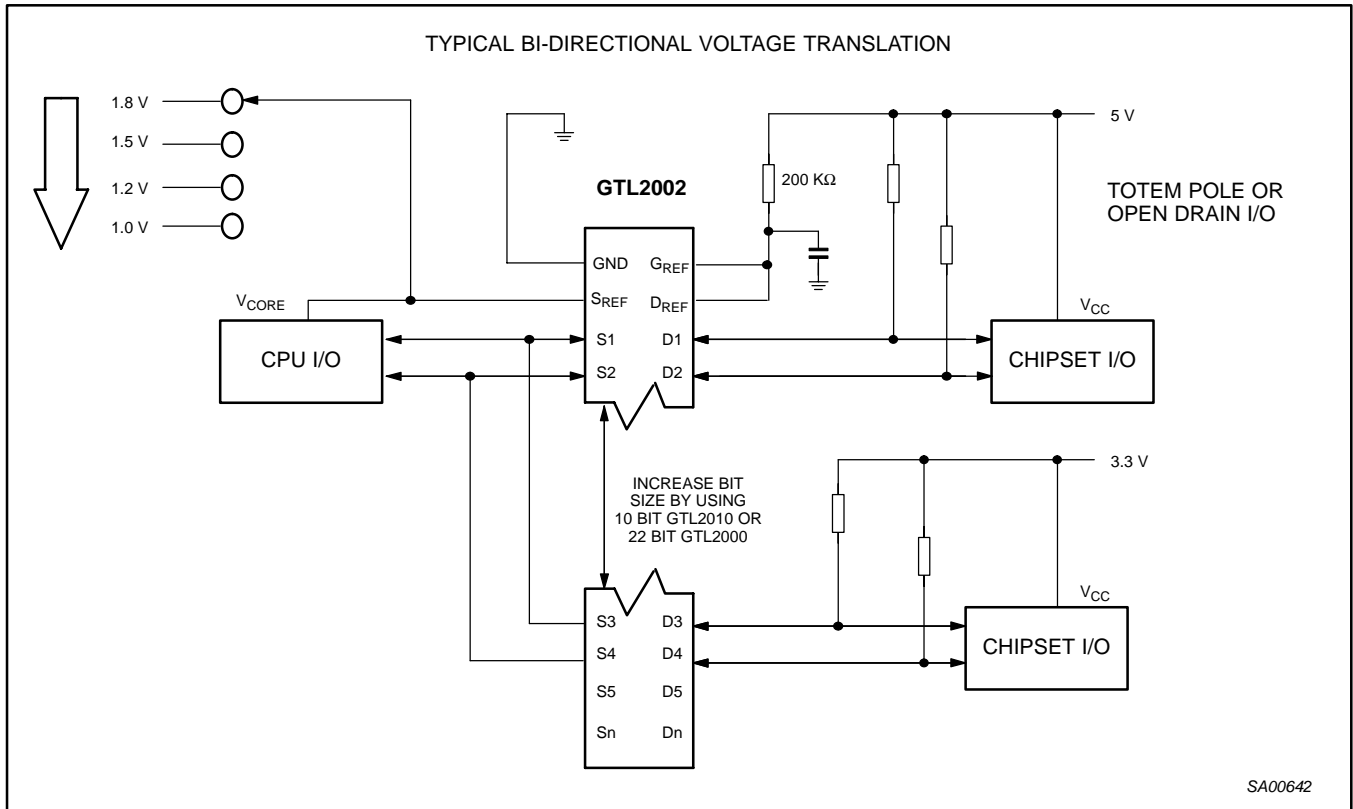 TYPICAL BI-DIRECTIONAL VOLTAGE TRANSLATION
1.8 V
1.5 V
1.2 V
1.0 V
5 V
200 KΩ
GTL2002
TOTEM POLE OR
OPEN DRAIN I/O
GND GREF
SREF DREF
S1 D1
S2 D2
VCORE
CPU I/O
VCC
CHIPSET I/O
INCREASE BIT
SIZE BY USING
10 BIT GTL2010 OR
22 BIT GTL2000
3.3 V
S3 D3
S4 D4
S5 D5
Sn Dn
VCC
CHIPSET I/O
SA00642